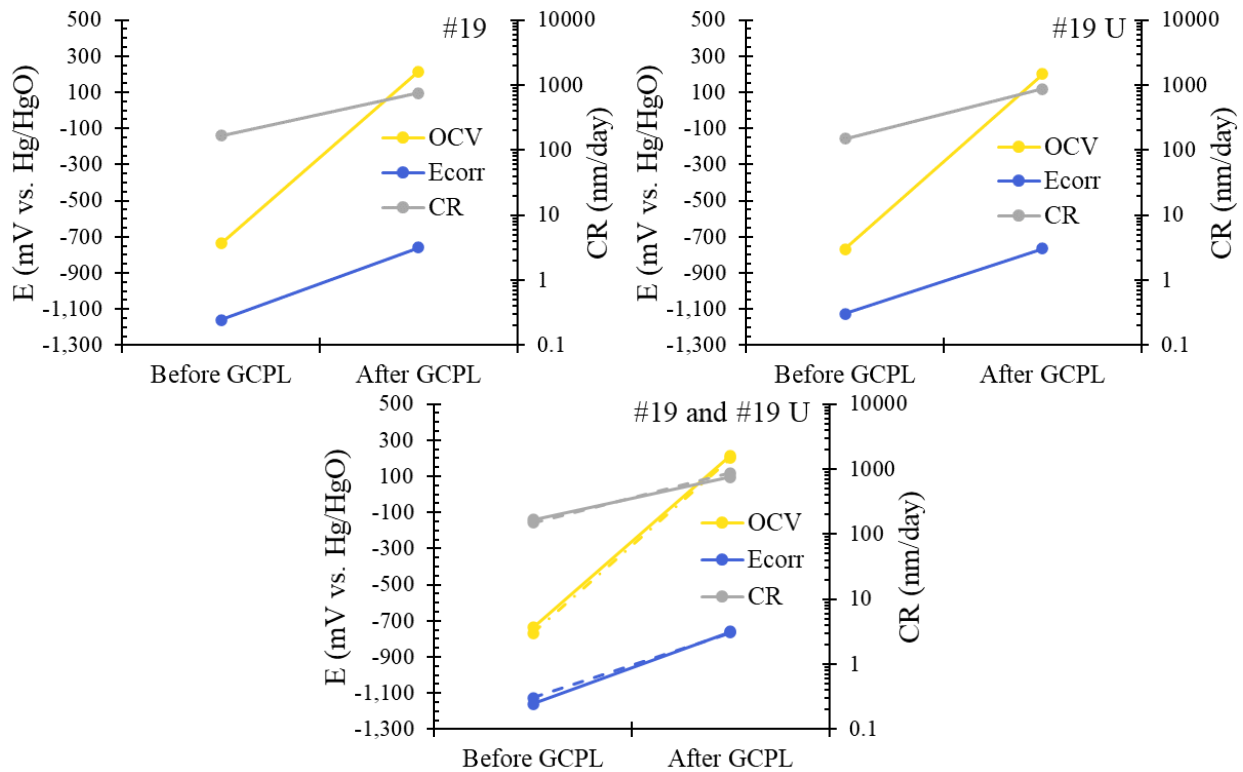 #19
E (mV vs. Hg/HgO)
500
300
100
-100
-300
-500
-700
-900
-1,100
-1,300
OCV
Ecorr
CR
10000
1000
100
10
1
0.1
CR (nm/day)
Before GCPL After GCPL
#19 U
E (mV vs. Hg/HgO)
500
300
100
-100
-300
-500
-700
-900
-1,100
-1,300
OCV
Ecorr
CR
10000
1000
100
10
1
0.1
CR (nm/day)
Before GCPL After GCPL
#19 and #19 U
E (mV vs. Hg/HgO)
500
300
100
-100
-300
-500
-700
-900
-1,100
-1,300
OCV
Ecorr
CR
10000
1000
100
10
1
0.1
CR (nm/day)
Before GCPL After GCPL